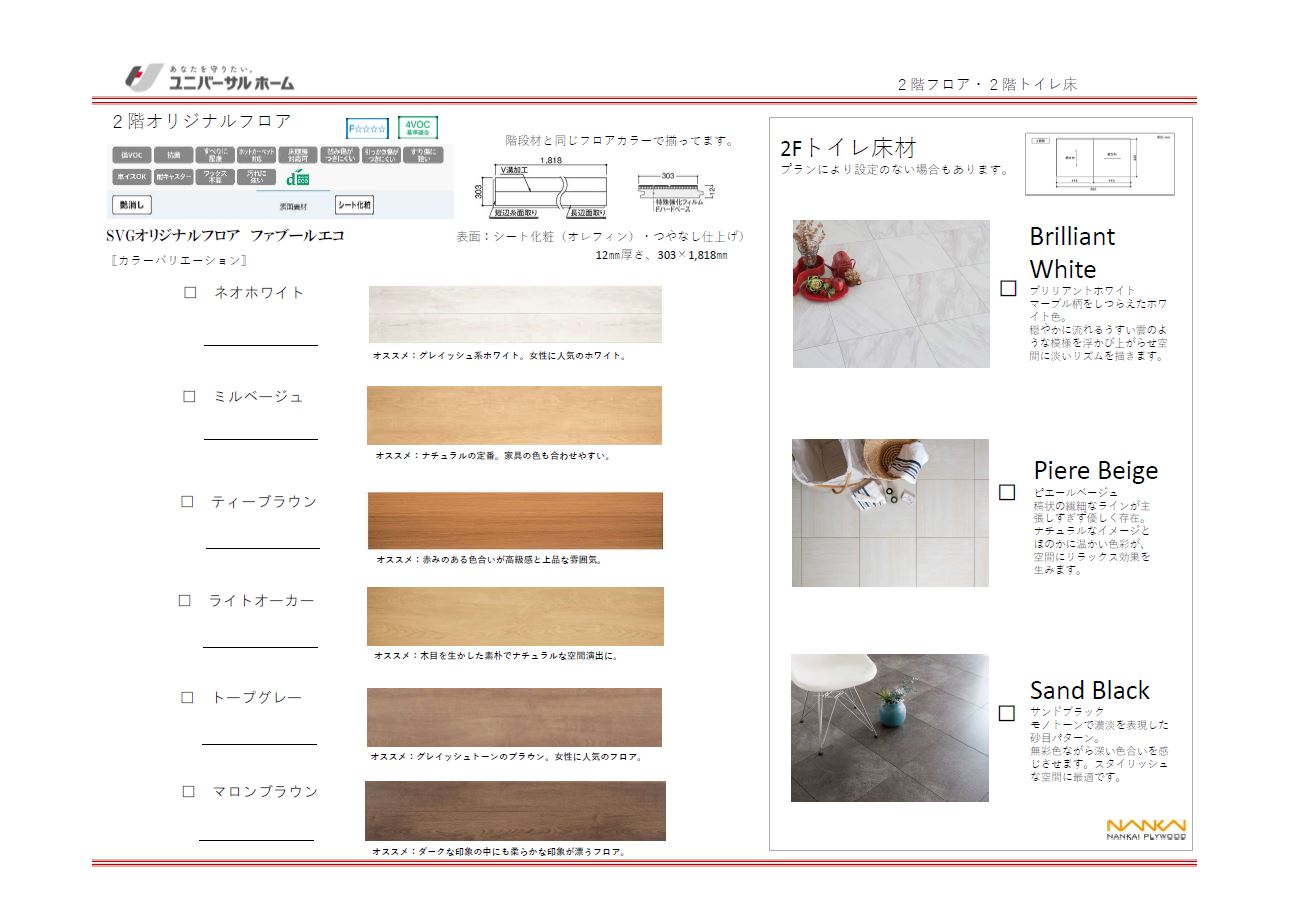 あなたを守りたい。
ユニバーサル ホーム
２階フロア・２階トイレ床
２階オリジナルフロア
F☆☆☆☆
4VOC
基準適合
低VOC
抗菌
すべりに
配慮
ホットカーペット
対応
床暖房
対応可
凹み傷が
つきにくい
引っかき傷が
つきにくい
すり傷に
強い
車イスOK
耐キャスター
ワックス
不要
汚れに
強い
艶消し
表面素材
シート化粧
SVGオリジナルフロア　ファブールエコ
〚カラーバリエーション〛
階段材と同じフロアカラーで揃ってます。
1,818
V溝加工
303
短辺糸面取り
長辺面取り
303
12
特殊強化フィルム
Fハードベース
表面：シート化粧（オレフィン）・つやなし仕上げ）
12㎜厚さ、303×1,818㎜
□　ネオホワイト
オススメ：グレイッシュ系ホワイト。女性に人気のホワイト。
□　ミルベージュ
オススメ：ナチュラルの定番。家具の色も合わせやすい。
□　ティーブラウン
オススメ：赤みのある色合いが高級感と上品な雰囲気。
□　ライトオーカー
オススメ：木目を生かした素朴でナチュラルな空間演出に。
□　トープグレー
オススメ：グレイッシュトーンのブラウン。女性に人気のフロア。
□　マロンブラウン
オススメ：ダークな印象の中にも柔らかな印象が漂うフロア。
2Fトイレ床材
プランにより設定のない場合もあります。
□
Brilliant
White
ブリリアントホワイト
マーブル柄をしつらえたホワ
イト色。
穏やかに流れるうすい雲のよ
うな模様を浮かび上がらせ空
間に淡いリズムを描きます。
□
Piere Beige
ピエールベージュ
縞状の繊細なラインが主
張しすぎず優しく存在。
ナチュラルなイメージと
ほのかに温かい色彩が、
空間にリラックス効果を
生みます。
□
Sand Black
サンドブラック
モノトーンで濃淡を表現した
砂目パターン。
無彩色ながら深い色合いを感
じさせます。スタイリッシュ
な空間に最適です。
NANKAI
NANKAI PLYWOOD